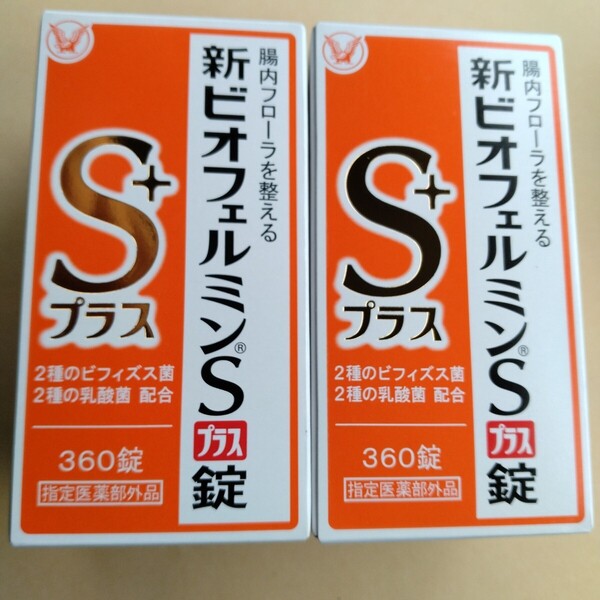 腸内フローラを整える
新ビオフェルミン®S
プラス
錠
S+
プラス
2種のビフィズス菌
2種の乳酸菌 配合
360錠
指定医薬部外品
腸内フローラを整える
新ビオフェルミン®S
プラス
錠
S+
プラス
2種のビフィズス菌
2種の乳酸菌 配合
360錠
指定医薬部外品